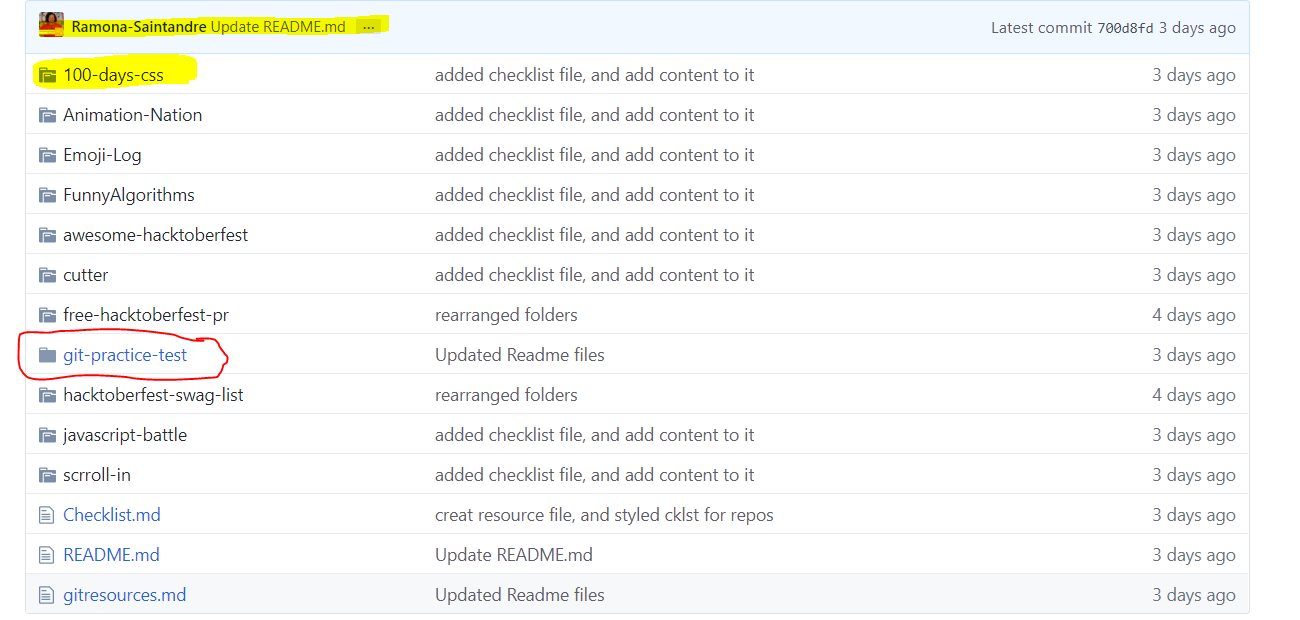 Ramona-Saintandre Update README.md ... Latest commit 700d8fd 3 days ago
100-days-css added checklist file, and add content to it 3 days ago
Animation-Nation added checklist file, and add content to it 3 days ago
Emoji-Log added checklist file, and add content to it 3 days ago
FunnyAlgorithms added checklist file, and add content to it 3 days ago
awesome-hacktoberfest added checklist file, and add content to it 3 days ago
cutter added checklist file, and add content to it 3 days ago
free-hacktoberfest-pr rearranged folders 4 days ago
git-practice-test Updated Readme files 3 days ago
hacktoberfest-swag-list rearranged folders 4 days ago
javascript-battle added checklist file, and add content to it 3 days ago
scrroll-in added checklist file, and add content to it 3 days ago
Checklist.md creat resource file, and styled cklst for repos 3 days ago
README.md Update README.md 3 days ago
gitresources.md Updated Readme files 3 days ago